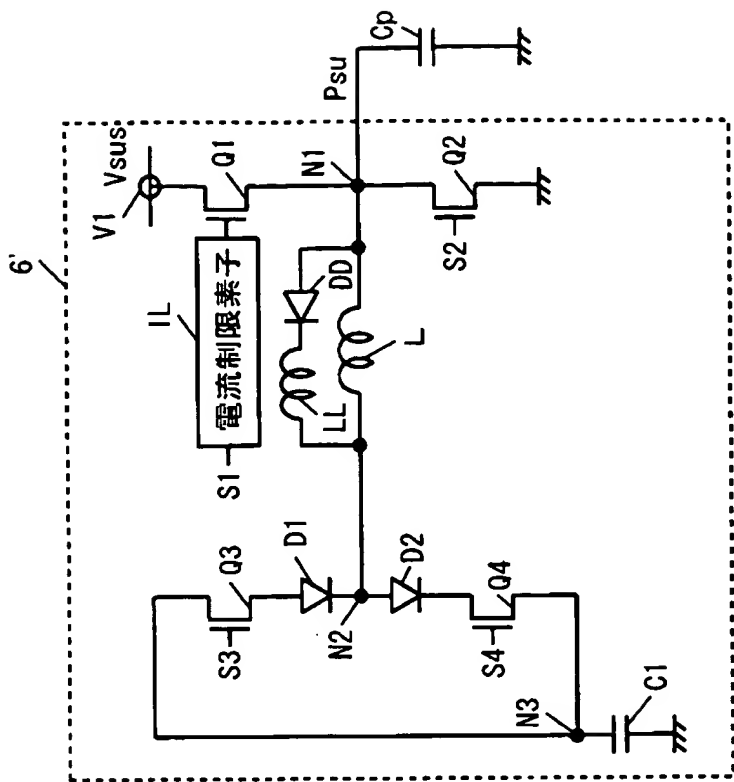 6'
V1
Vsus
IL
S1
電流制限素子
Q1
Psu
Cp
N1
DD
LL
L
S2
Q2
S3
Q3
D1
N2
D2
S4
Q4
N3
C1